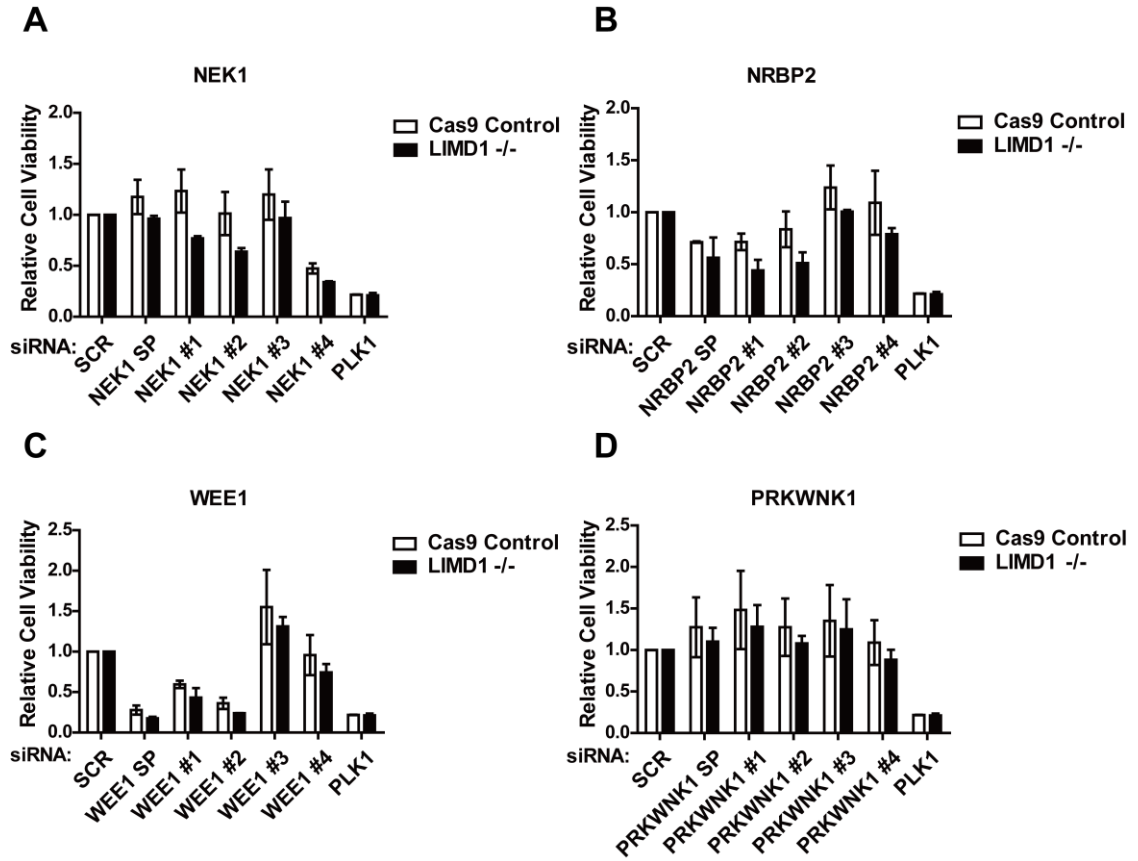 A
NEK1
Relative Cell Viability
2.0
1.5
1.0
0.5
0.0
Cas9 Control
LIMD1 -/-
siRNA:
SCR
NEK1 SP
NEK1 #1
NEK1 #2
NEK1 #3
NEK1 #4
PLK1
B
NRBP2
Relative Cell Viability
2.0
1.5
1.0
0.5
0.0
Cas9 Control
LIMD1 -/-
siRNA:
SCR
NRBP2 SP
NRBP2 #1
NRBP2 #2
NRBP2 #3
NRBP2 #4
PLK1
C
WEE1
Relative Cell Viability
2.5
2.0
1.5
1.0
0.5
0.0
Cas9 Control
LIMD1 -/-
siRNA:
SCR
WEE1 SP
WEE1 #1
WEE1 #2
WEE1 #3
WEE1 #4
PLK1
D
PRKWNK1
Relative Cell Viability
2.5
2.0
1.5
1.0
0.5
0.0
Cas9 Control
LIMD1 -/-
siRNA:
SCR
PRKWNK1 SP
PRKWNK1 #1
PRKWNK1 #2
PRKWNK1 #3
PRKWNK1 #4
PLK1